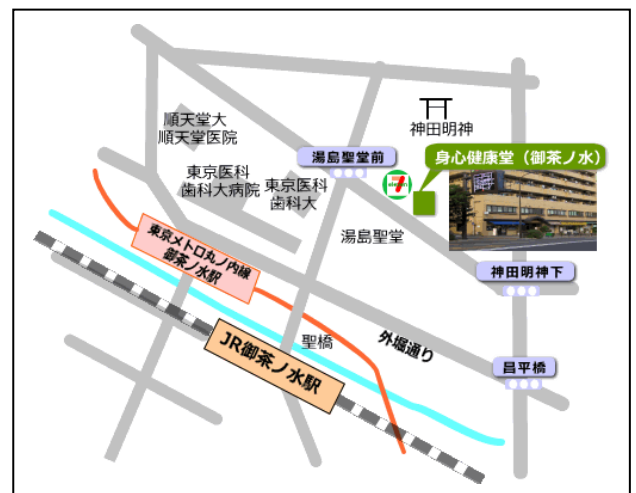 順天堂大
順天堂医院
神田明神
湯島聖堂前
身心健康堂（御茶ノ水）
東京医科
歯科大病院
東京医科
歯科大
湯島聖堂
東京メトロ丸ノ内線
御茶ノ水駅
神田明神下
聖橋
外堀通り
JR御茶ノ水駅
昌平橋